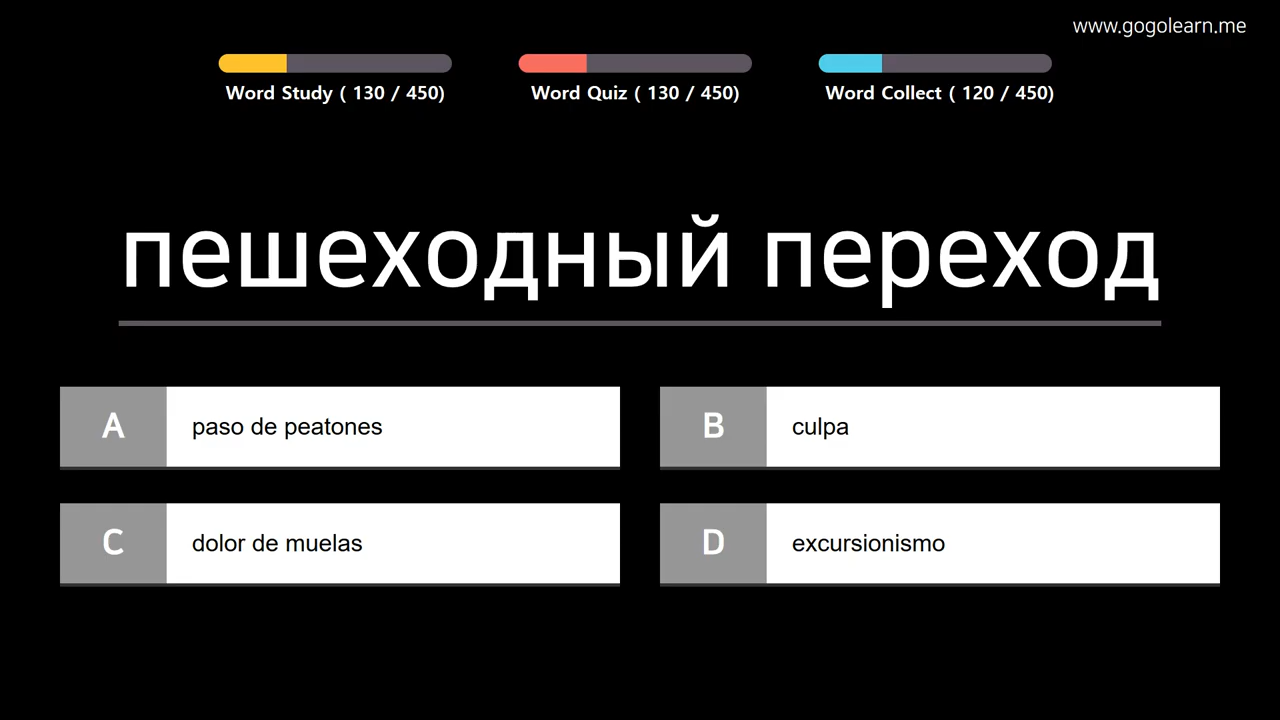 www.gogolearn.me
Word Study ( 130 / 450)
Word Quiz ( 130 / 450)
Word Collect ( 120 / 450)
пешеходный переход
A
paso de peatones
B
culpa
C
dolor de muelas
D
excursionismo